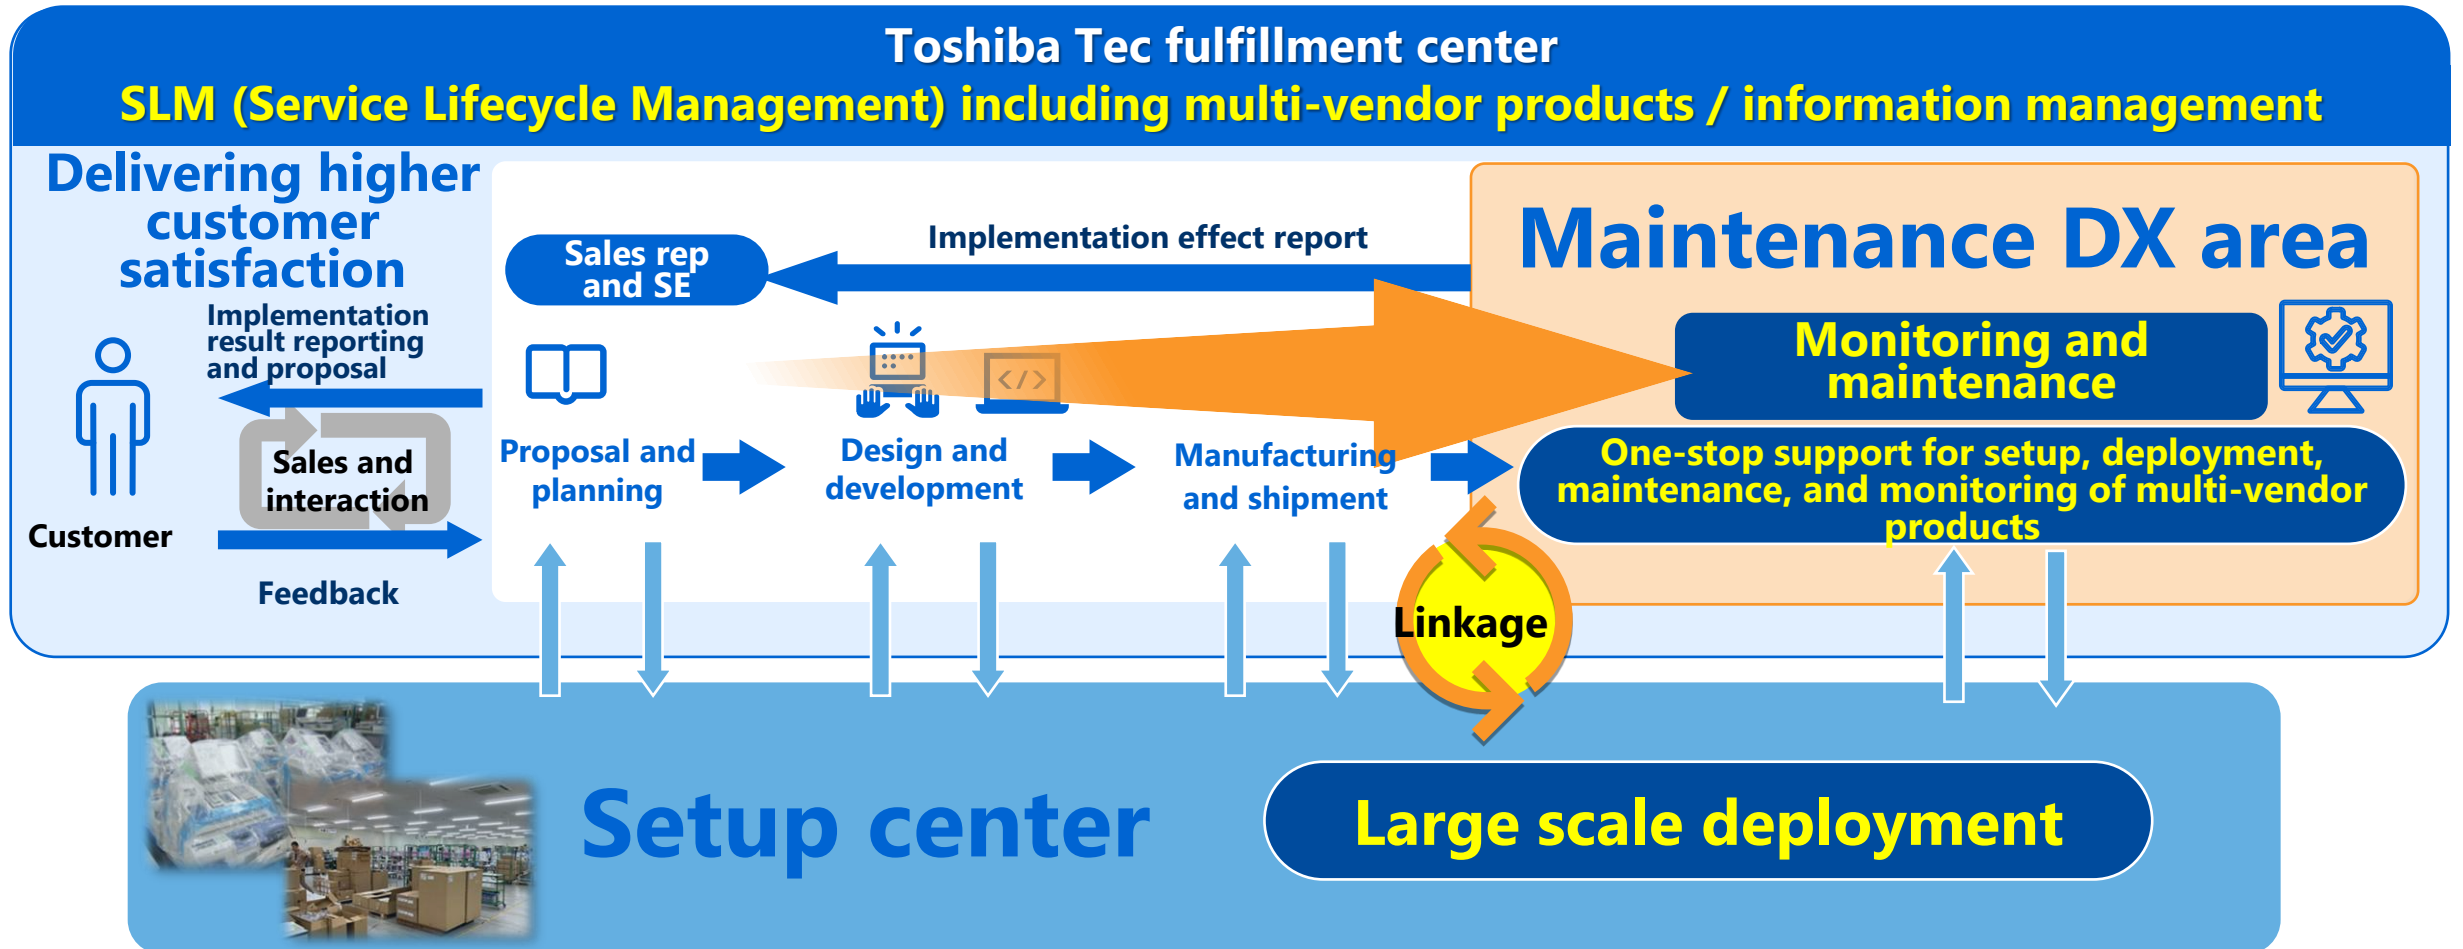 Toshiba Tec fulfillment center
SLM (Service Lifecycle Management) including multi-vendor products / information management
Delivering higher
customer
satisfaction
Implementation
result reporting
and proposal
Sales and
interaction
Customer
Feedback
Sales rep
and SE
Implementation effect report
Proposal and
planning
Design and
development
Manufacturing
and shipment
Maintenance DX area
Monitoring and
maintenance
One-stop support for setup, deployment,
maintenance, and monitoring of multi-vendor
products
Linkage
Setup center
Large scale deployment